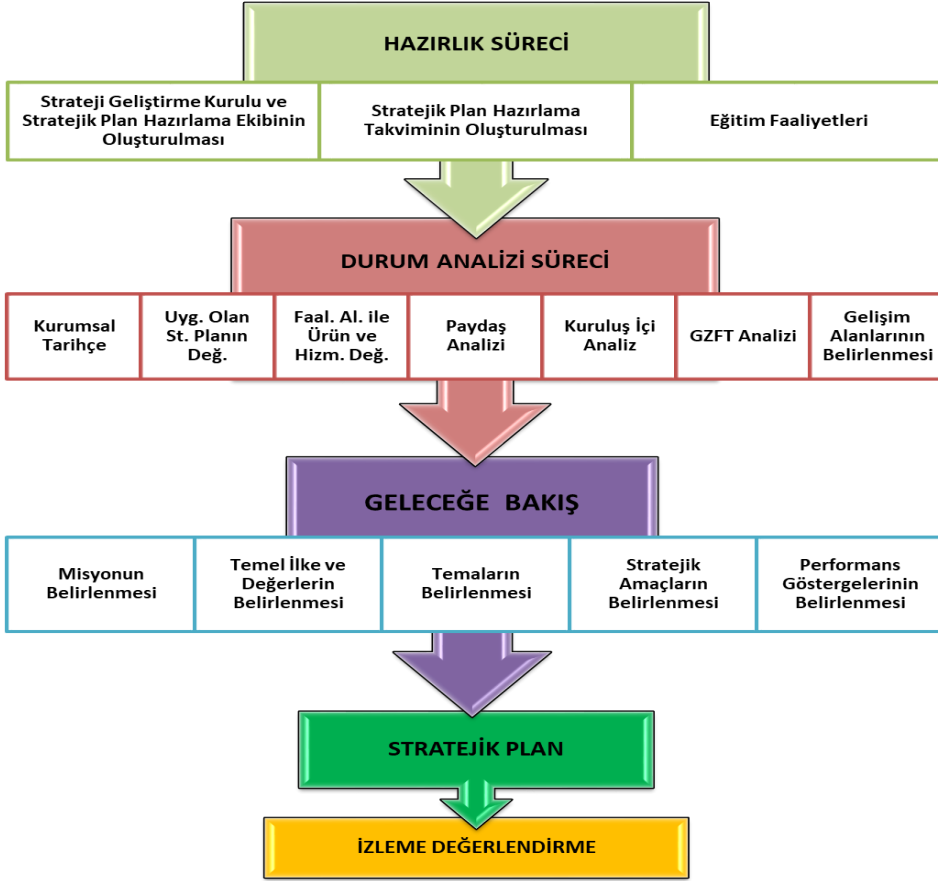 HAZIRLIK SÜRECİ
Strateji Geliştirme Kurulu ve
Stratejik Plan Hazırlama Ekibinin
Oluşturulması
Stratejik Plan Hazırlama
Takviminin Oluşturulması
Eğitim Faaliyetleri
DURUM ANALİZİ SÜRECİ
Kurumsal
Tarihçe
Uyg. Olan
St. Planın
Değ.
Faal. Al. ile
Ürün ve
Hizm. Değ.
Paydaş
Analizi
Kuruluş İçi
Analiz
GZFT Analizi
Gelişim
Alanlarının
Belirlenmesi
GELECEĞE BAKIŞ
Misyonun
Belirlenmesi
Temel İlke ve
Değerlerin
Belirlenmesi
Temaların
Belirlenmesi
Stratejik
Amaçların
Belirlenmesi
Performans
Göstergelerinin
Belirlenmesi
STRATEJİK PLAN
İZLEME DEĞERLENDİRME